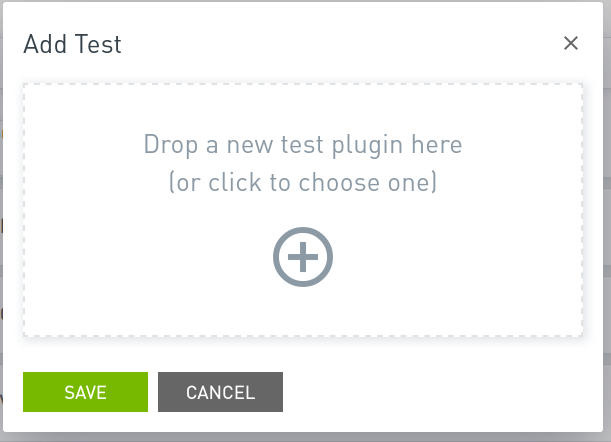 Add Test
Drop a new test plugin here
(or click to choose one)
SAVE
CANCEL